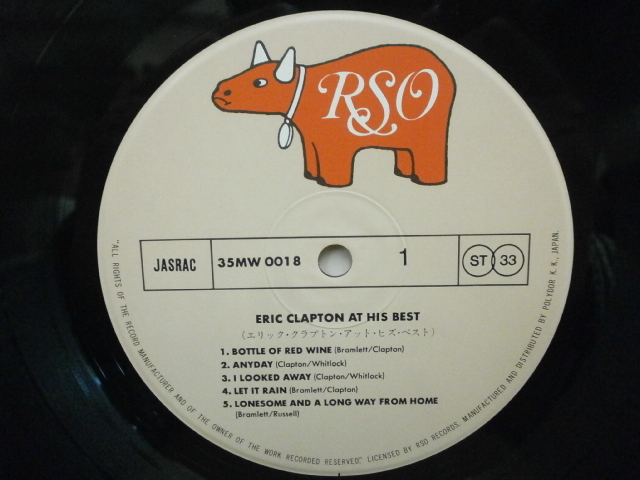 RSO
JASRAC
35MW 0018
1
ST
33
ERIC CLAPTON AT HIS BEST
(エリック・クラプトン・アット・ヒズ・ベスト)
1. BOTTLE OF RED WINE (Bramlett/Clapton)
2. ANYDAY (Clapton/Whitlock)
3. I LOOKED AWAY (Clapton/Whitlock)
4. LET IT RAIN (Bramlett/Clapton)
5. LONESOME AND A LONG WAY FROM HOME
(Bramlett/Russell)
"ALL RIGHTS OF THE RECORD MANUFACTURER AND OF THE OWNER OF THE WORK RECORDED RESERVED." LICENSED BY RSO RECORDS. MANUFACTURED AND DISTRIBUTED BY POLYDOR K. K., JAPAN.